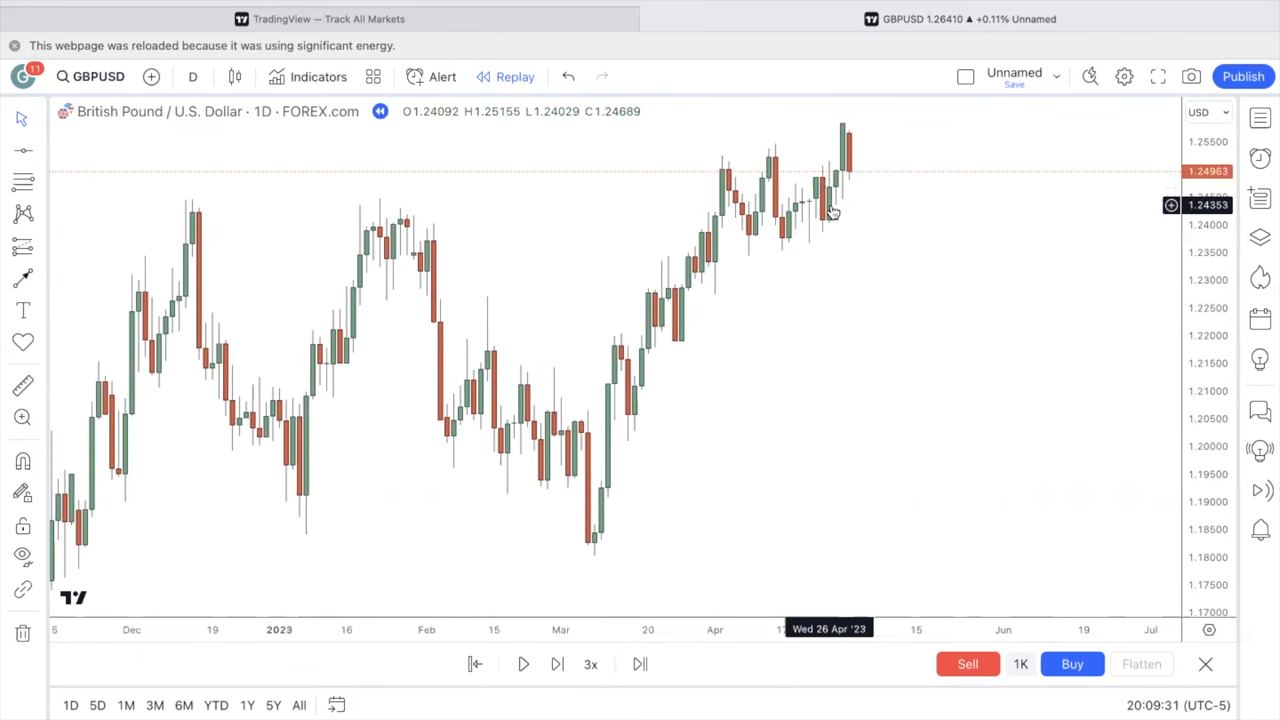 TradingView — Track All Markets
GBPUSD 1.26410 ▲ +0.11% Unnamed
This webpage was reloaded because it was using significant energy.
11
GBPUSD
D
Indicators
Alert
Replay
Unnamed
Save
Publish
British Pound / U.S. Dollar · 1D · FOREX.com
O1.24092 H1.25155 L1.24029 C1.24689
USD
1.25500
1.24963
1.24353
1.24000
1.23500
1.23000
1.22500
1.22000
1.21500
1.21000
1.20500
1.20000
1.19500
1.19000
1.18500
1.18000
1.17500
1.17000
5 Dec 19 2023 16 Feb 15 Mar 20 Apr Wed 26 Apr '23 15 Jun 19 Jul
3x
Sell
1K
Buy
Flatten
1D 5D 1M 3M 6M YTD 1Y 5Y All
20:09:31 (UTC-5)